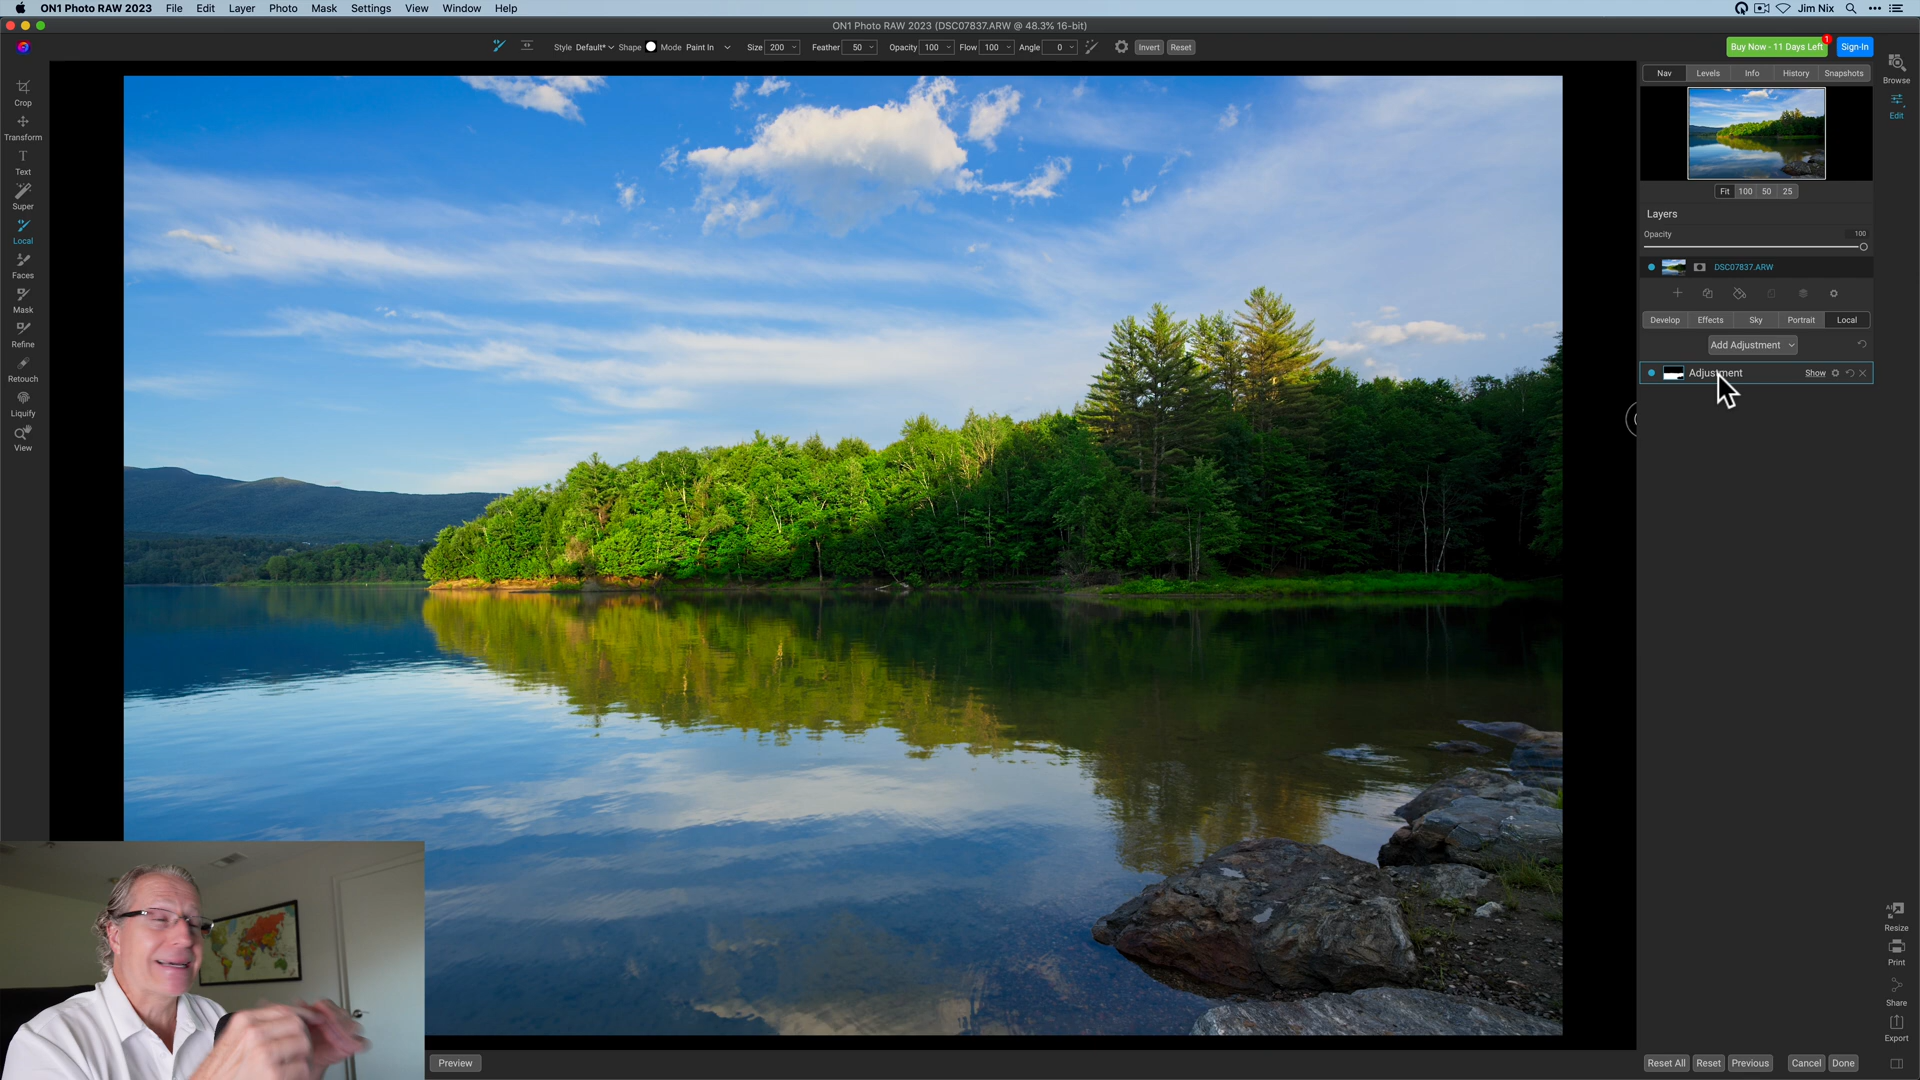 ON1 Photo RAW 2023 File Edit Layer Photo Mask Settings View Window Help Jim Nix
ON1 Photo RAW 2023 (DSC07837.ARW @ 48.3% 16-bit)
Style Default* Shape Mode Paint In Size 200 Feather 50 Opacity 100 Flow 100 Angle 0 Invert Reset Buy Now - 11 Days Left 1 Sign-In
Nav Levels Info History Snapshots
Browse
Edit
Crop
Transform
Text
Super
Local
Faces
Mask
Refine
Retouch
Liquify
View
Fit 100 50 25
Layers
Opacity 100
DSC07837.ARW
Develop Effects Sky Portrait Local
Add Adjustment
Adjustment Show
AI
Resize
Print
Share
Export
Preview
Reset All Reset Previous Cancel Done